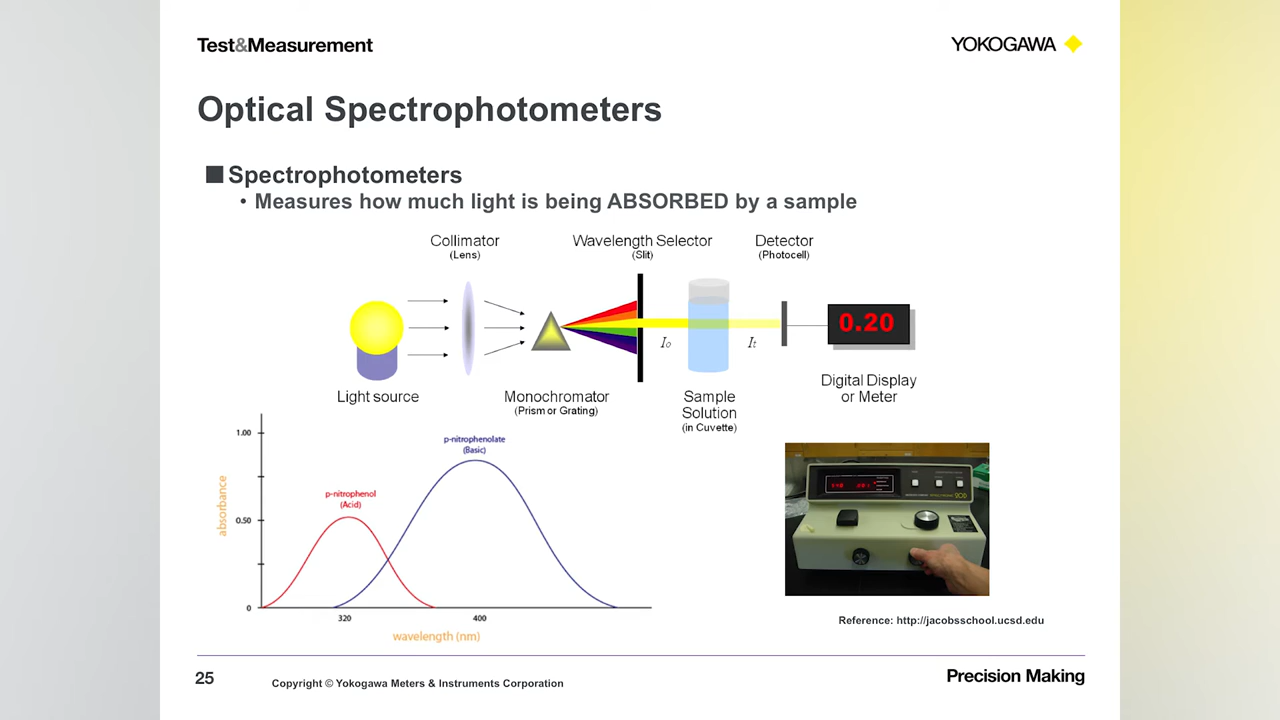 Test&Measurement
YOKOGAWA
Optical Spectrophotometers
Spectrophotometers
• Measures how much light is being ABSORBED by a sample
Collimator
(Lens)
Wavelength Selector
(Slit)
Detector
(Photocell)
0.20
Io
It
Light source
Monochromator
(Prism or Grating)
Sample
Solution
(in Cuvette)
Digital Display
or Meter
1.00
0.50
0
absorbance
p-nitrophenol
(Acid)
p-nitrophenolate
(Basic)
320
400
wavelength (nm)
Reference: http://jacobsschool.ucsd.edu
25
Copyright © Yokogawa Meters & Instruments Corporation
Precision Making